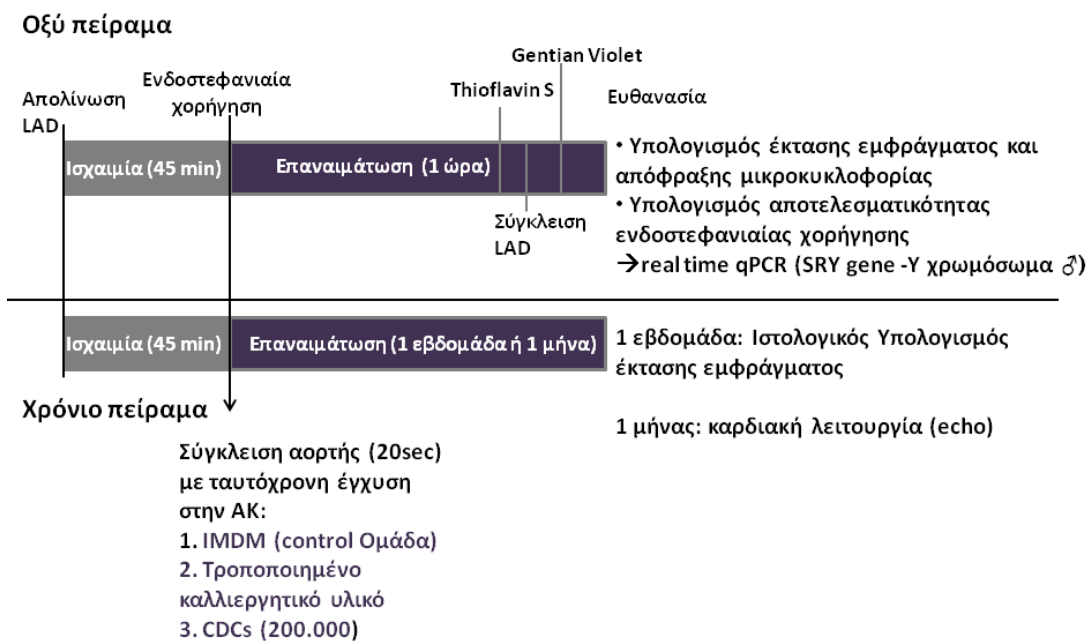 Οξύ πείραμα
Απολίνωση
LAD
Ενδοστεφανιαία
χορήγηση
Thioflavin S
Gentian Violet
Ευθανασία
Ισχαιμία (45 min)
Επαναιμάτωση (1 ώρα)
Σύγκλειση
LAD
• Υπολογισμός έκτασης εμφράγματος και
απόφραξης μικροκυκλοφορίας
• Υπολογισμός αποτελεσματικότητας
ενδοστεφανιαίας χορήγησης
→real time qPCR (SRY gene -Y χρωμόσωμα ♂)
Ισχαιμία (45 min)
Επαναιμάτωση (1 εβδομάδα ή 1 μήνα)
1 εβδομάδα: Ιστολογικός Υπολογισμός
έκτασης εμφράγματος
1 μήνας: καρδιακή λειτουργία (echo)
Χρόνιο πείραμα
Σύγκλειση αορτής (20sec)
με ταυτόχρονη έγχυση
στην ΑΚ:
1. IMDM (control Ομάδα)
2. Τροποποιημένο
καλλιεργητικό υλικό
3. CDCs (200.000)